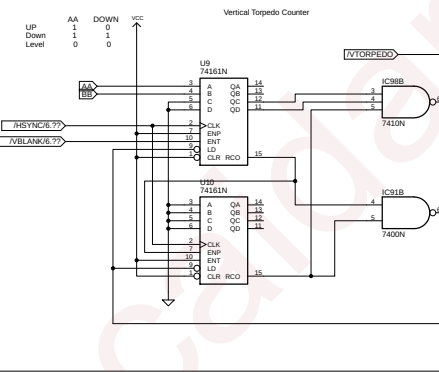 Vertical Torpedo Counter
AA DOWN
UP 1 0
Down 1 1
Level 0 0
VCC
/VTORPEDO
U9
74161N
AA
BB
3 A QA 14
4 B QB 13
5 C QC 12
6 D QD 11
/HSYNC/6.??
2 CLK
7 ENP
/VBLANK/6.??
10 ENT
9 LD
1 CLR RCO 15
IC98B
3
4
5
6
7410N
U10
74161N
3 A QA 14
4 B QB 13
5 C QC 12
6 D QD 11
2 CLK
7 ENP
10 ENT
9 LD
1 CLR RCO 15
IC91B
4
5
6
7400N
caldar